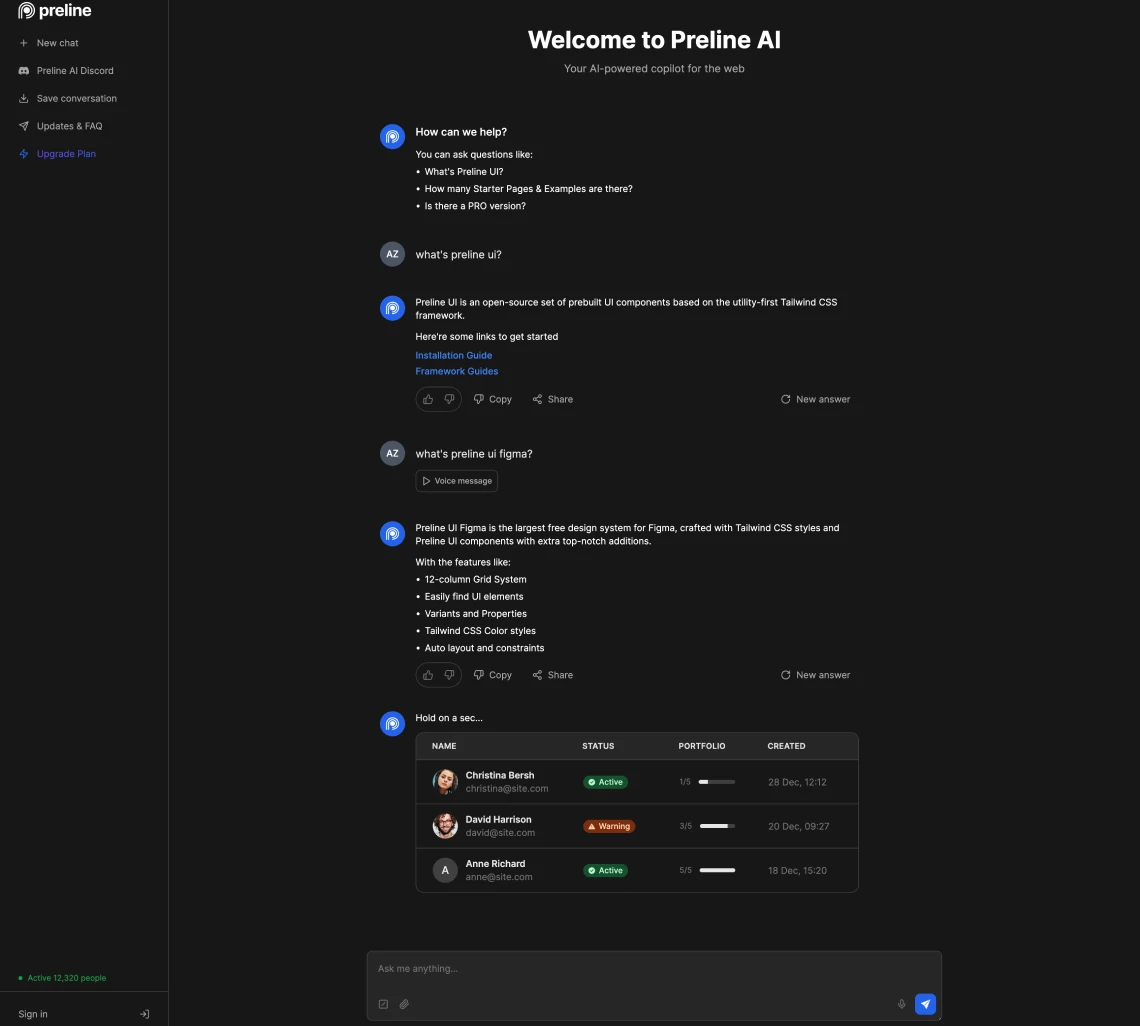 preline
New chat
Preline AI Discord
Save conversation
Updates & FAQ
Upgrade Plan
Active 12,320 people
Sign in
Welcome to Preline AI
Your AI-powered copilot for the web
How can we help?
You can ask questions like:
• What's Preline UI?
• How many Starter Pages & Examples are there?
• Is there a PRO version?
AZ
what's preline ui?
Preline UI is an open-source set of prebuilt UI components based on the utility-first Tailwind CSS
framework.
Here're some links to get started
Installation Guide
Framework Guides
Copy Share New answer
AZ
what's preline ui figma?
Voice message
Preline UI Figma is the largest free design system for Figma, crafted with Tailwind CSS styles and
Preline UI components with extra top-notch additions.
With the features like:
• 12-column Grid System
• Easily find UI elements
• Variants and Properties
• Tailwind CSS Color styles
• Auto layout and constraints
Copy Share New answer
Hold on a sec...
NAME STATUS PORTFOLIO CREATED
Christina Bersh
christina@site.com
Active 1/5 28 Dec, 12:12
David Harrison
david@site.com
Warning 3/5 20 Dec, 09:27
A
Anne Richard
anne@site.com
Active 5/5 18 Dec, 15:20
Ask me anything...